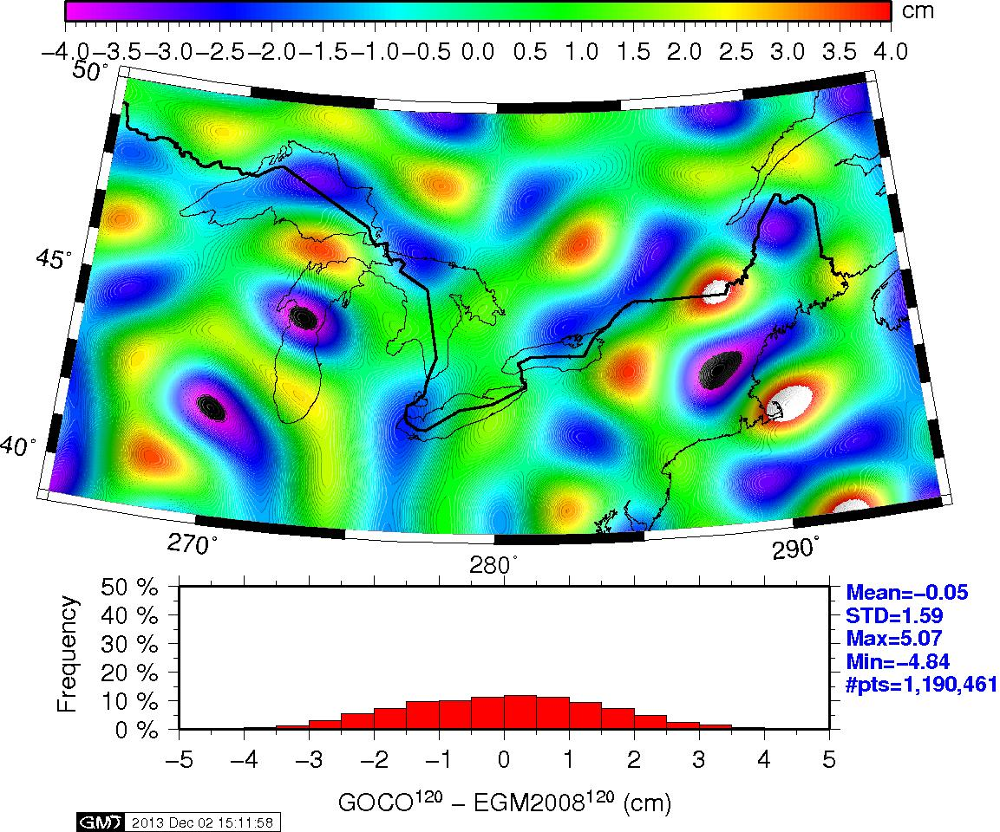 cm
−4.0−3.5−3.0−2.5−2.0−1.5−1.0−0.5 0.0 0.5 1.0 1.5 2.0 2.5 3.0 3.5 4.0
50°
45°
40°
270°
280°
290°
50 %
40 %
30 %
20 %
10 %
0 %
Frequency
−5 −4 −3 −2 −1 0 1 2 3 4 5
GOCO¹²⁰ − EGM2008¹²⁰ (cm)
Mean=−0.05
STD=1.59
Max=5.07
Min=−4.84
#pts=1,190,461
GMT 2013 Dec 02 15:11:58